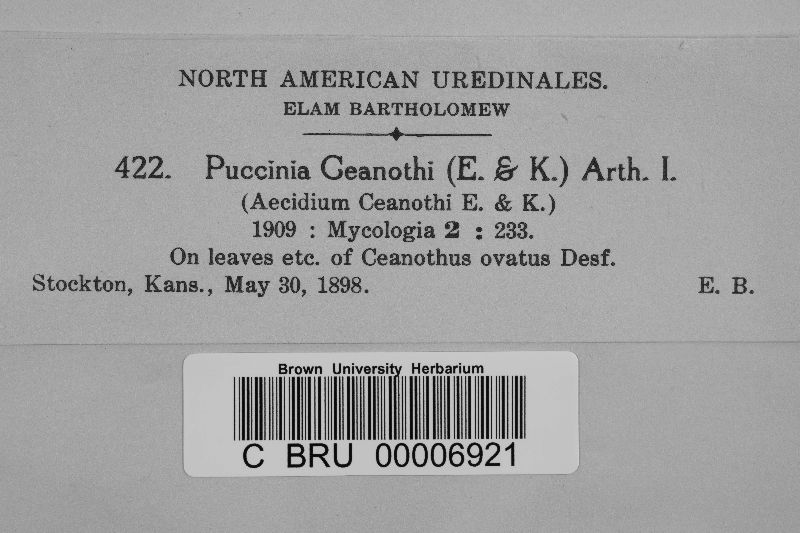 NORTH AMERICAN UREDINALES.
ELAM BARTHOLOMEW
422. Puccinia Ceanothi (E. & K.) Arth. I.
(Aecidium Ceanothi E. & K.)
1909 : Mycologia 2 : 233.
On leaves etc. of Ceanothus ovatus Desf.
Stockton, Kans., May 30, 1898. E. B.
Brown University Herbarium
C BRU 00006921